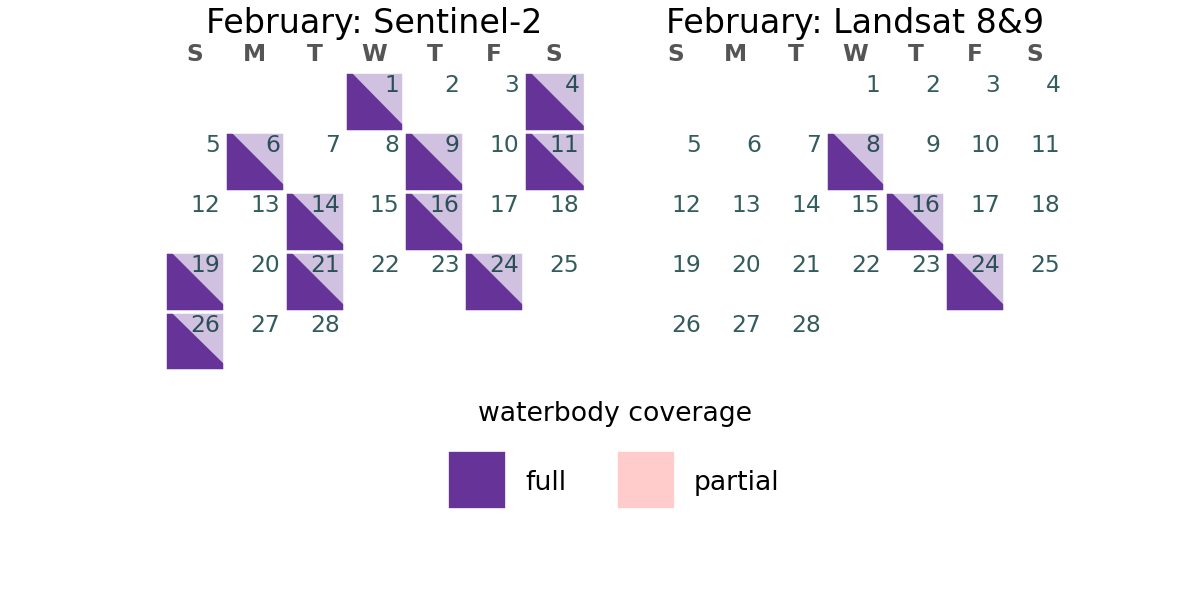 February: Sentinel-2
S M T W T F S
1 2 3 4
5 6 7 8 9 10 11
12 13 14 15 16 17 18
19 20 21 22 23 24 25
26 27 28
February: Landsat 8&9
S M T W T F S
1 2 3 4
5 6 7 8 9 10 11
12 13 14 15 16 17 18
19 20 21 22 23 24 25
26 27 28
waterbody coverage
full partial